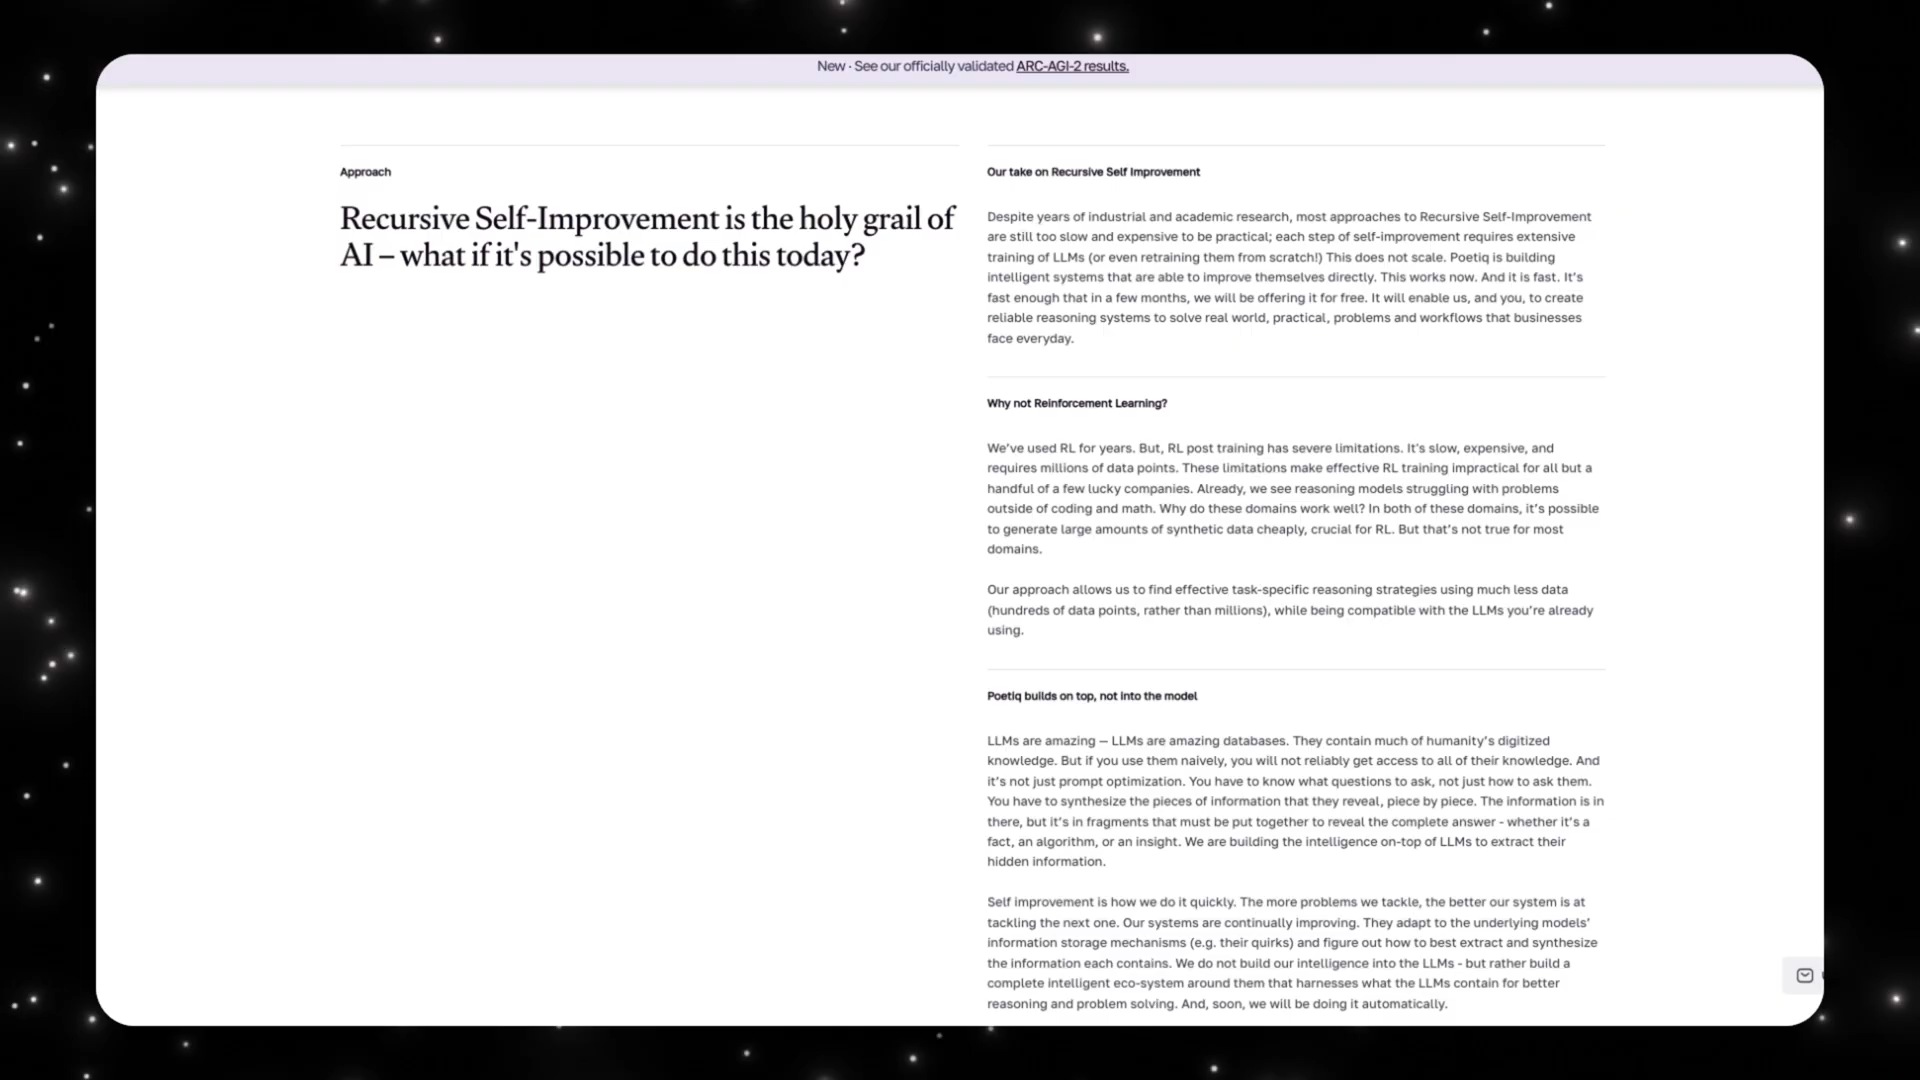 New · See our officially validated ARC-AGI-2 results.
Approach
Recursive Self-Improvement is the holy grail of
AI – what if it's possible to do this today?
Our take on Recursive Self Improvement
Despite years of industrial and academic research, most approaches to Recursive Self-Improvement
are still too slow and expensive to be practical; each step of self-improvement requires extensive
training of LLMs (or even retraining them from scratch!) This does not scale. Poetiq is building
intelligent systems that are able to improve themselves directly. This works now. And it is fast. It's
fast enough that in a few months, we will be offering it for free. It will enable us, and you, to create
reliable reasoning systems to solve real world, practical, problems and workflows that businesses
face everyday.
Why not Reinforcement Learning?
We've used RL for years. But, RL post training has severe limitations. It's slow, expensive, and
requires millions of data points. These limitations make effective RL training impractical for all but a
handful of a few lucky companies. Already, we see reasoning models struggling with problems
outside of coding and math. Why do these domains work well? In both of these domains, it's possible
to generate large amounts of synthetic data cheaply, crucial for RL. But that's not true for most
domains.
Our approach allows us to find effective task-specific reasoning strategies using much less data
(hundreds of data points, rather than millions), while being compatible with the LLMs you're already
using.
Poetiq builds on top, not into the model
LLMs are amazing — LLMs are amazing databases. They contain much of humanity's digitized
knowledge. But if you use them naively, you will not reliably get access to all of their knowledge. And
it's not just prompt optimization. You have to know what questions to ask, not just how to ask them.
You have to synthesize the pieces of information that they reveal, piece by piece. The information is in
there, but it's in fragments that must be put together to reveal the complete answer - whether it's a
fact, an algorithm, or an insight. We are building the intelligence on-top of LLMs to extract their
hidden information.
Self improvement is how we do it quickly. The more problems we tackle, the better our system is at
tackling the next one. Our systems are continually improving. They adapt to the underlying models'
information storage mechanisms (e.g. their quirks) and figure out how to best extract and synthesize
the information each contains. We do not build our intelligence into the LLMs - but rather build a
complete intelligent eco-system around them that harnesses what the LLMs contain for better
reasoning and problem solving. And, soon, we will be doing it automatically.